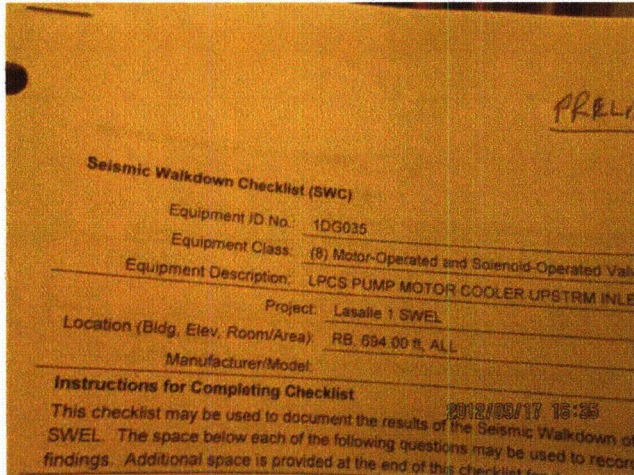 PRELI
Seismic Walkdown Checklist (SWC)
Equipment ID No.: 1DG035
Equipment Class: (8) Motor-Operated and Solenoid-Operated Val
Equipment Description: LPCS PUMP MOTOR COOLER UPSTRM INLE
Project: Lasalle 1 SWEL
Location (Bldg, Elev, Room/Area): RB, 694.00 ft, ALL
Manufacturer/Model:
Instructions for Completing Checklist
2012/09/17 15:35
This checklist may be used to document the results of the Seismic Walkdown of
SWEL. The space below each of the following questions may be used to record
findings. Additional space is provided at the end of this checklist